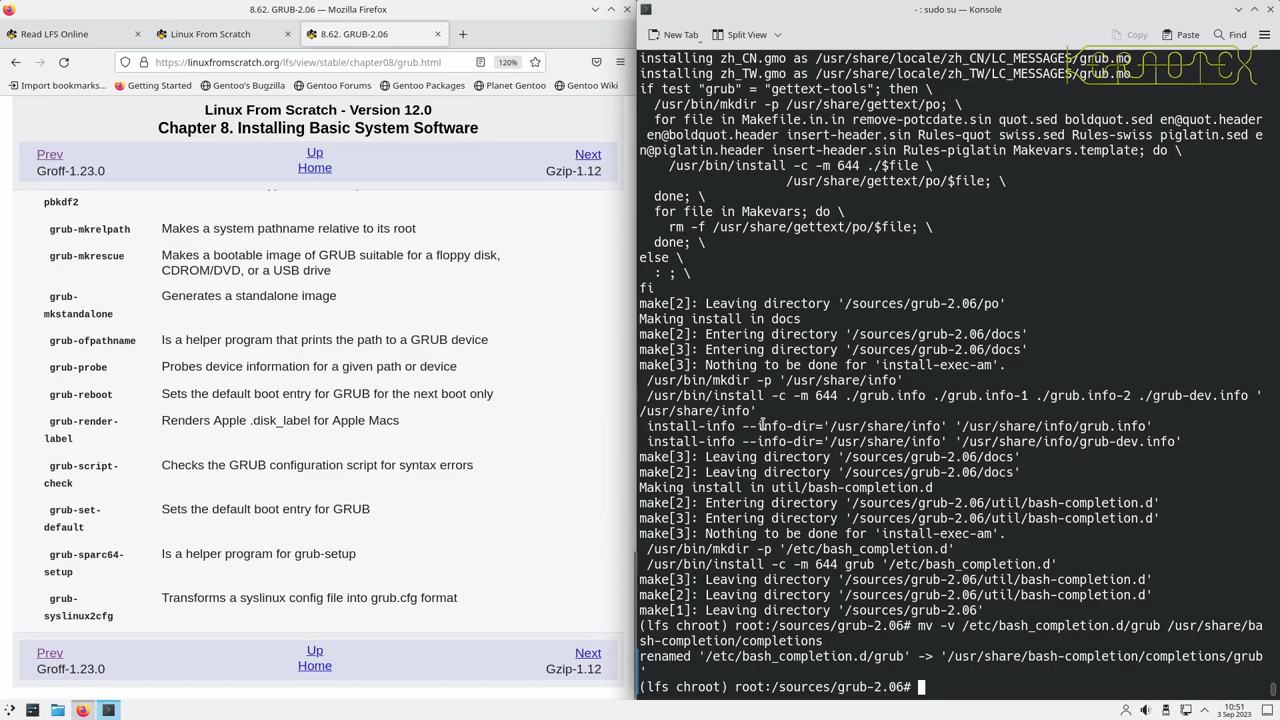 8.62. GRUB-2.06 — Mozilla Firefox
Read LFS Online
Linux From Scratch
8.62. GRUB-2.06
https://linuxfromscratch.org/lfs/view/stable/chapter08/grub.html
120%
Import bookmarks...
Getting Started
Beginners Guides
Gentoo Forums
Gentoo Packages
Planet Gentoo
Gentoo Wiki
Linux From Scratch - Version 12.0
Chapter 8. Installing Basic System Software
Prev
Up
Next
Groff-1.23.0
Home
Gzip-1.12
pbkdf2
grub-mkrelpath
Makes a system pathname relative to its root
grub-mkrescue
Makes a bootable image of GRUB suitable for a floppy disk,
CDROM/DVD, or a USB drive
grub-
mkstandalone
Generates a standalone image
grub-ofpathname
Is a helper program that prints the path to a GRUB device
grub-probe
Probes device information for a given path or device
grub-reboot
Sets the default boot entry for GRUB for the next boot only
grub-render-
label
Renders Apple .disk_label for Apple Macs
grub-script-
check
Checks the GRUB configuration script for syntax errors
grub-set-
default
Sets the default boot entry for GRUB
grub-sparc64-
setup
Is a helper program for grub-setup
grub-
syslinux2cfg
Transforms a syslinux config file into grub.cfg format
Prev
Up
Next
Groff-1.23.0
Home
Gzip-1.12
- : sudo su — Konsole
New Tab
Split View
Copy
Paste
Find
installing zh_CN.gmo as /usr/share/locale/zh_CN/LC_MESSAGES/grub.mo
installing zh_TW.gmo as /usr/share/locale/zh_TW/LC_MESSAGES/grub.mo
if test "grub" = "gettext-tools"; then \
/usr/bin/mkdir -p /usr/share/gettext/po; \
for file in Makefile.in.in remove-potcdate.sin quot.sed boldquot.sed en@quot.header
en@boldquot.header insert-header.sin Rules-quot swiss.sed Rules-swiss piglatin.sed e
n@piglatin.header insert-header.sin Rules-piglatin Makevars.template; do \
/usr/bin/install -c -m 644 ./$file \
/usr/share/gettext/po/$file; \
done; \
for file in Makevars; do \
rm -f /usr/share/gettext/po/$file; \
done; \
else \
: ; \
fi
make[2]: Leaving directory '/sources/grub-2.06/po'
Making install in docs
make[2]: Entering directory '/sources/grub-2.06/docs'
make[3]: Entering directory '/sources/grub-2.06/docs'
make[3]: Nothing to be done for 'install-exec-am'.
/usr/bin/mkdir -p '/usr/share/info'
/usr/bin/install -c -m 644 ./grub.info ./grub.info-1 ./grub.info-2 ./grub-dev.info '
/usr/share/info'
install-info --info-dir='/usr/share/info' '/usr/share/info/grub.info'
install-info --info-dir='/usr/share/info' '/usr/share/info/grub-dev.info'
make[3]: Leaving directory '/sources/grub-2.06/docs'
make[2]: Leaving directory '/sources/grub-2.06/docs'
Making install in util/bash-completion.d
make[2]: Entering directory '/sources/grub-2.06/util/bash-completion.d'
make[3]: Entering directory '/sources/grub-2.06/util/bash-completion.d'
make[3]: Nothing to be done for 'install-exec-am'.
/usr/bin/mkdir -p '/etc/bash_completion.d'
/usr/bin/install -c -m 644 grub '/etc/bash_completion.d'
make[3]: Leaving directory '/sources/grub-2.06/util/bash-completion.d'
make[2]: Leaving directory '/sources/grub-2.06/util/bash-completion.d'
make[1]: Leaving directory '/sources/grub-2.06'
(lfs chroot) root:/sources/grub-2.06# mv -v /etc/bash_completion.d/grub /usr/share/ba
sh-completion/completions
renamed '/etc/bash_completion.d/grub' -> '/usr/share/bash-completion/completions/grub
'
(lfs chroot) root:/sources/grub-2.06#
10:51
3 Sep 2023